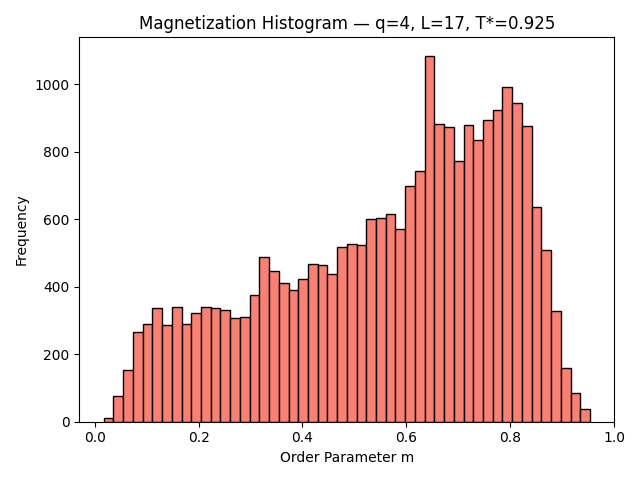 Magnetization Histogram — q=4, L=17, T*=0.925
Frequency
1000
800
600
400
200
0
0.0 0.2 0.4 0.6 0.8 1.0
Order Parameter m